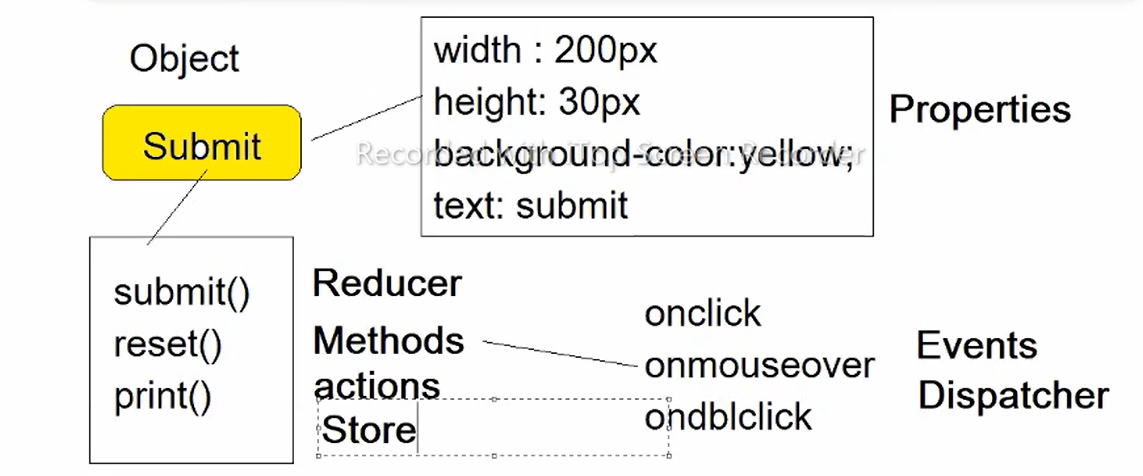 Object
Submit
width : 200px
height: 30px
background-color:yellow;
text: submit
Properties
Recorded with iTop Screen Recorder
submit()
reset()
print()
Reducer
Methods
actions
Store
onclick
onmouseover
ondblclick
Events
Dispatcher